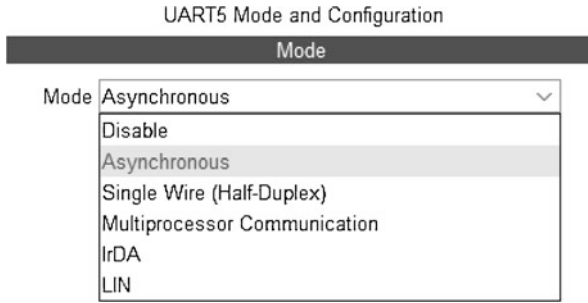 UART5 Mode and Configuration
Mode
Mode Asynchronous
Disable
Asynchronous
Single Wire (Half-Duplex)
Multiprocessor Communication
IrDA
LIN